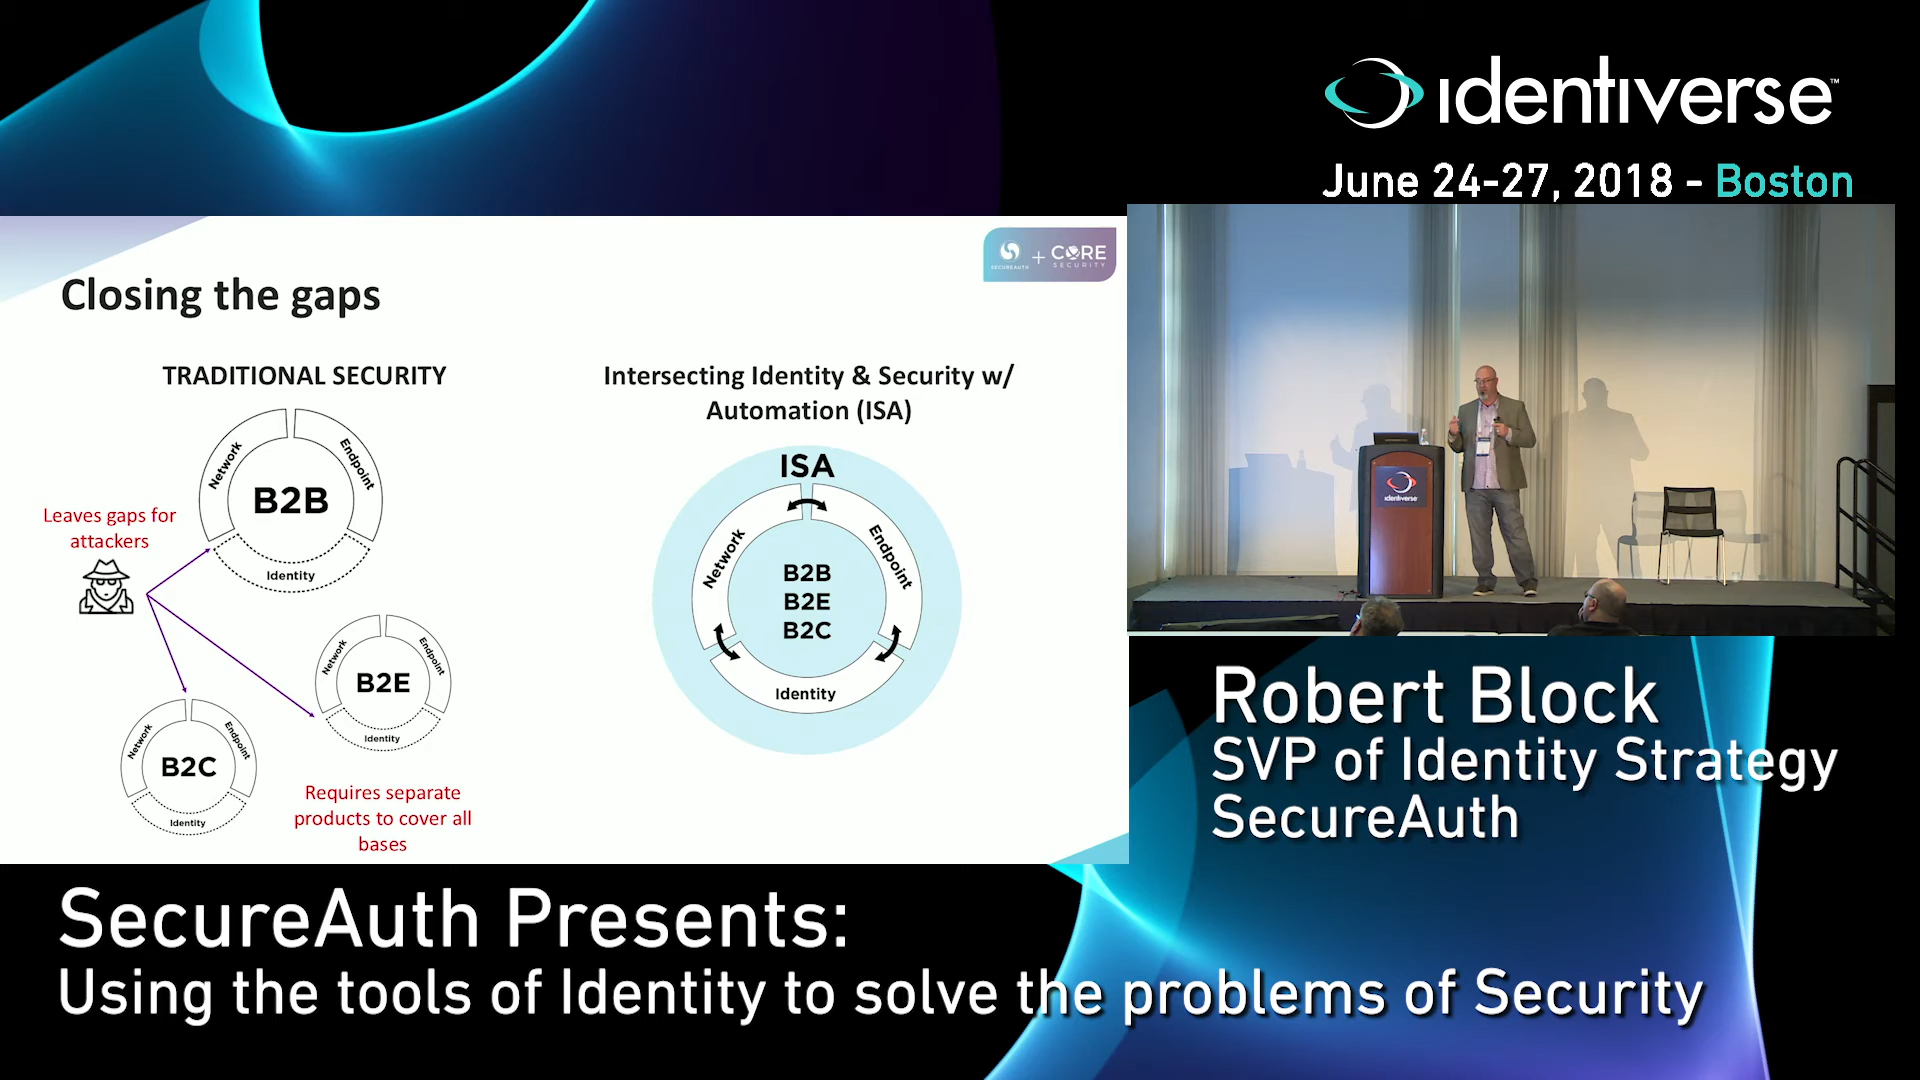 identiverse™
June 24-27, 2018 - Boston
SECUREAUTH + CORE SECURITY
Closing the gaps
TRADITIONAL SECURITY
Network
Endpoint
B2B
Identity
Leaves gaps for
attackers
Network
Endpoint
B2E
Identity
Network
Endpoint
B2C
Identity
Requires separate
products to cover all
bases
Intersecting Identity & Security w/
Automation (ISA)
ISA
Network
Endpoint
B2B
B2E
B2C
Identity
identiverse
Robert Block
SVP of Identity Strategy
SecureAuth
SecureAuth Presents:
Using the tools of Identity to solve the problems of Security